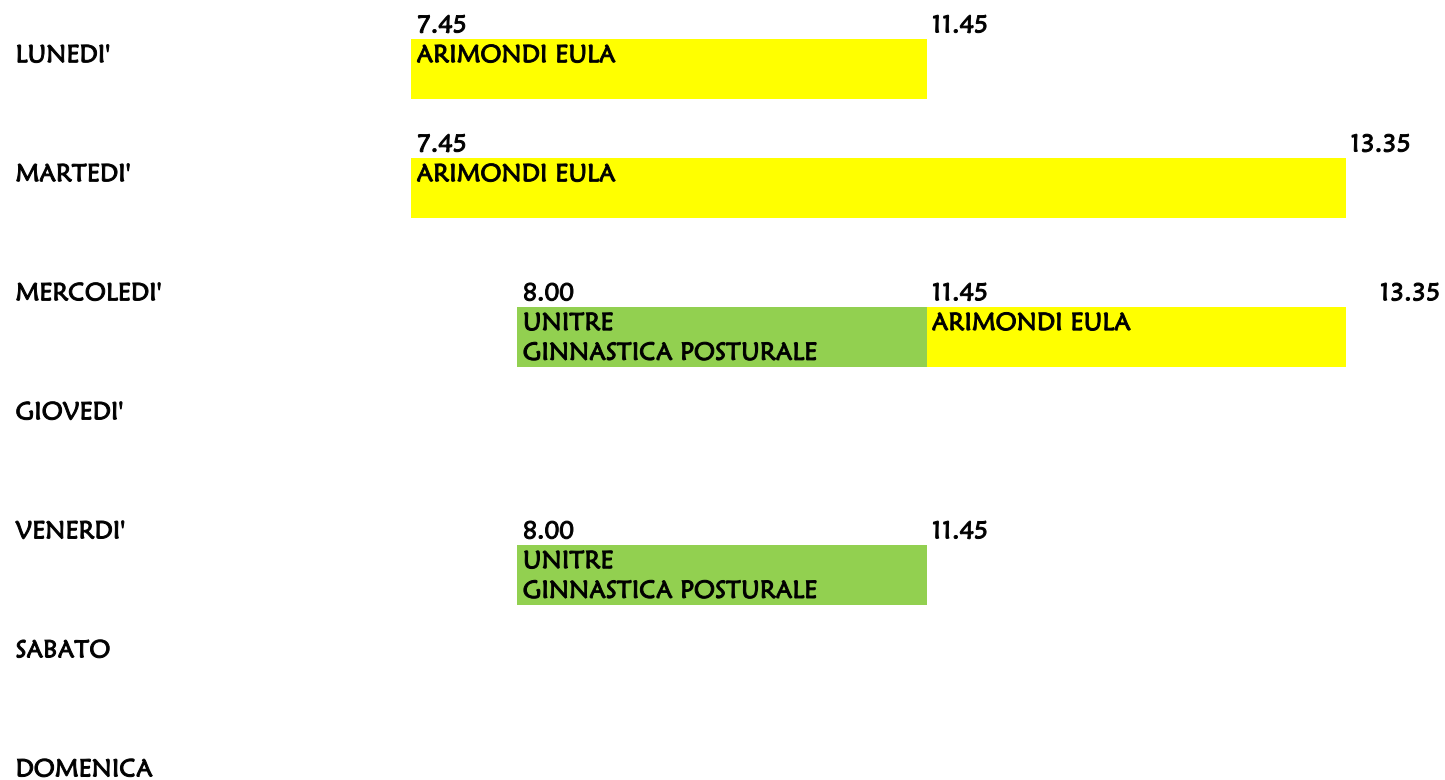 7.45 11.45
LUNEDI' ARIMONDI EULA
7.45 13.35
MARTEDI' ARIMONDI EULA
MERCOLEDI' 8.00 11.45 13.35
UNITRE ARIMONDI EULA
GINNASTICA POSTURALE
GIOVEDI'
VENERDI' 8.00 11.45
UNITRE
GINNASTICA POSTURALE
SABATO
DOMENICA